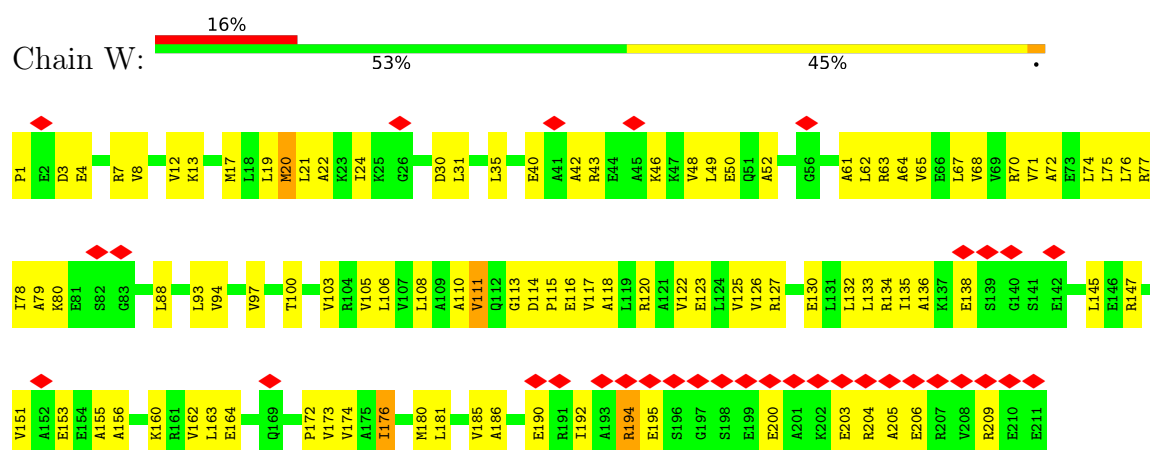 16%
Chain W:
53% 45% •
P1 E2 D3 E4 R7 V8 V12 K13 M17 L18 L19 M20 L21 A22 K23 I24 K25 G26 D30 L31 L35 E40 A41 A42 R43 E44 A45 K46 K47 V48 L49 E50 Q51 A52 G56 A61 L62 R63 A64 V65 E66 L67 V68 V69 R70 V71 A72 E73 L74 L75 L76 R77
I78 A79 K80 E81 S82 G83 L88 L93 V94 V97 T100 V103 R104 V105 L106 V107 L108 A109 A110 V111 Q112 G113 D114 P115 E116 V117 A118 L119 R120 A121 V122 E123 L124 V125 V126 R127 E130 L131 L132 L133 R134 I135 A136 K137 E138 S139 G140 S141 E142 L145 E146 R147
V151 A152 E153 E154 A155 A156 K160 R161 V162 L163 E164 Q169 P172 V173 V174 A175 I176 M180 L181 V185 A186 E190 R191 I192 A193 R194 E195 S196 G197 S198 E199 E200 A201 K202 E203 R204 A205 E206 R207 V208 R209 E210 E211